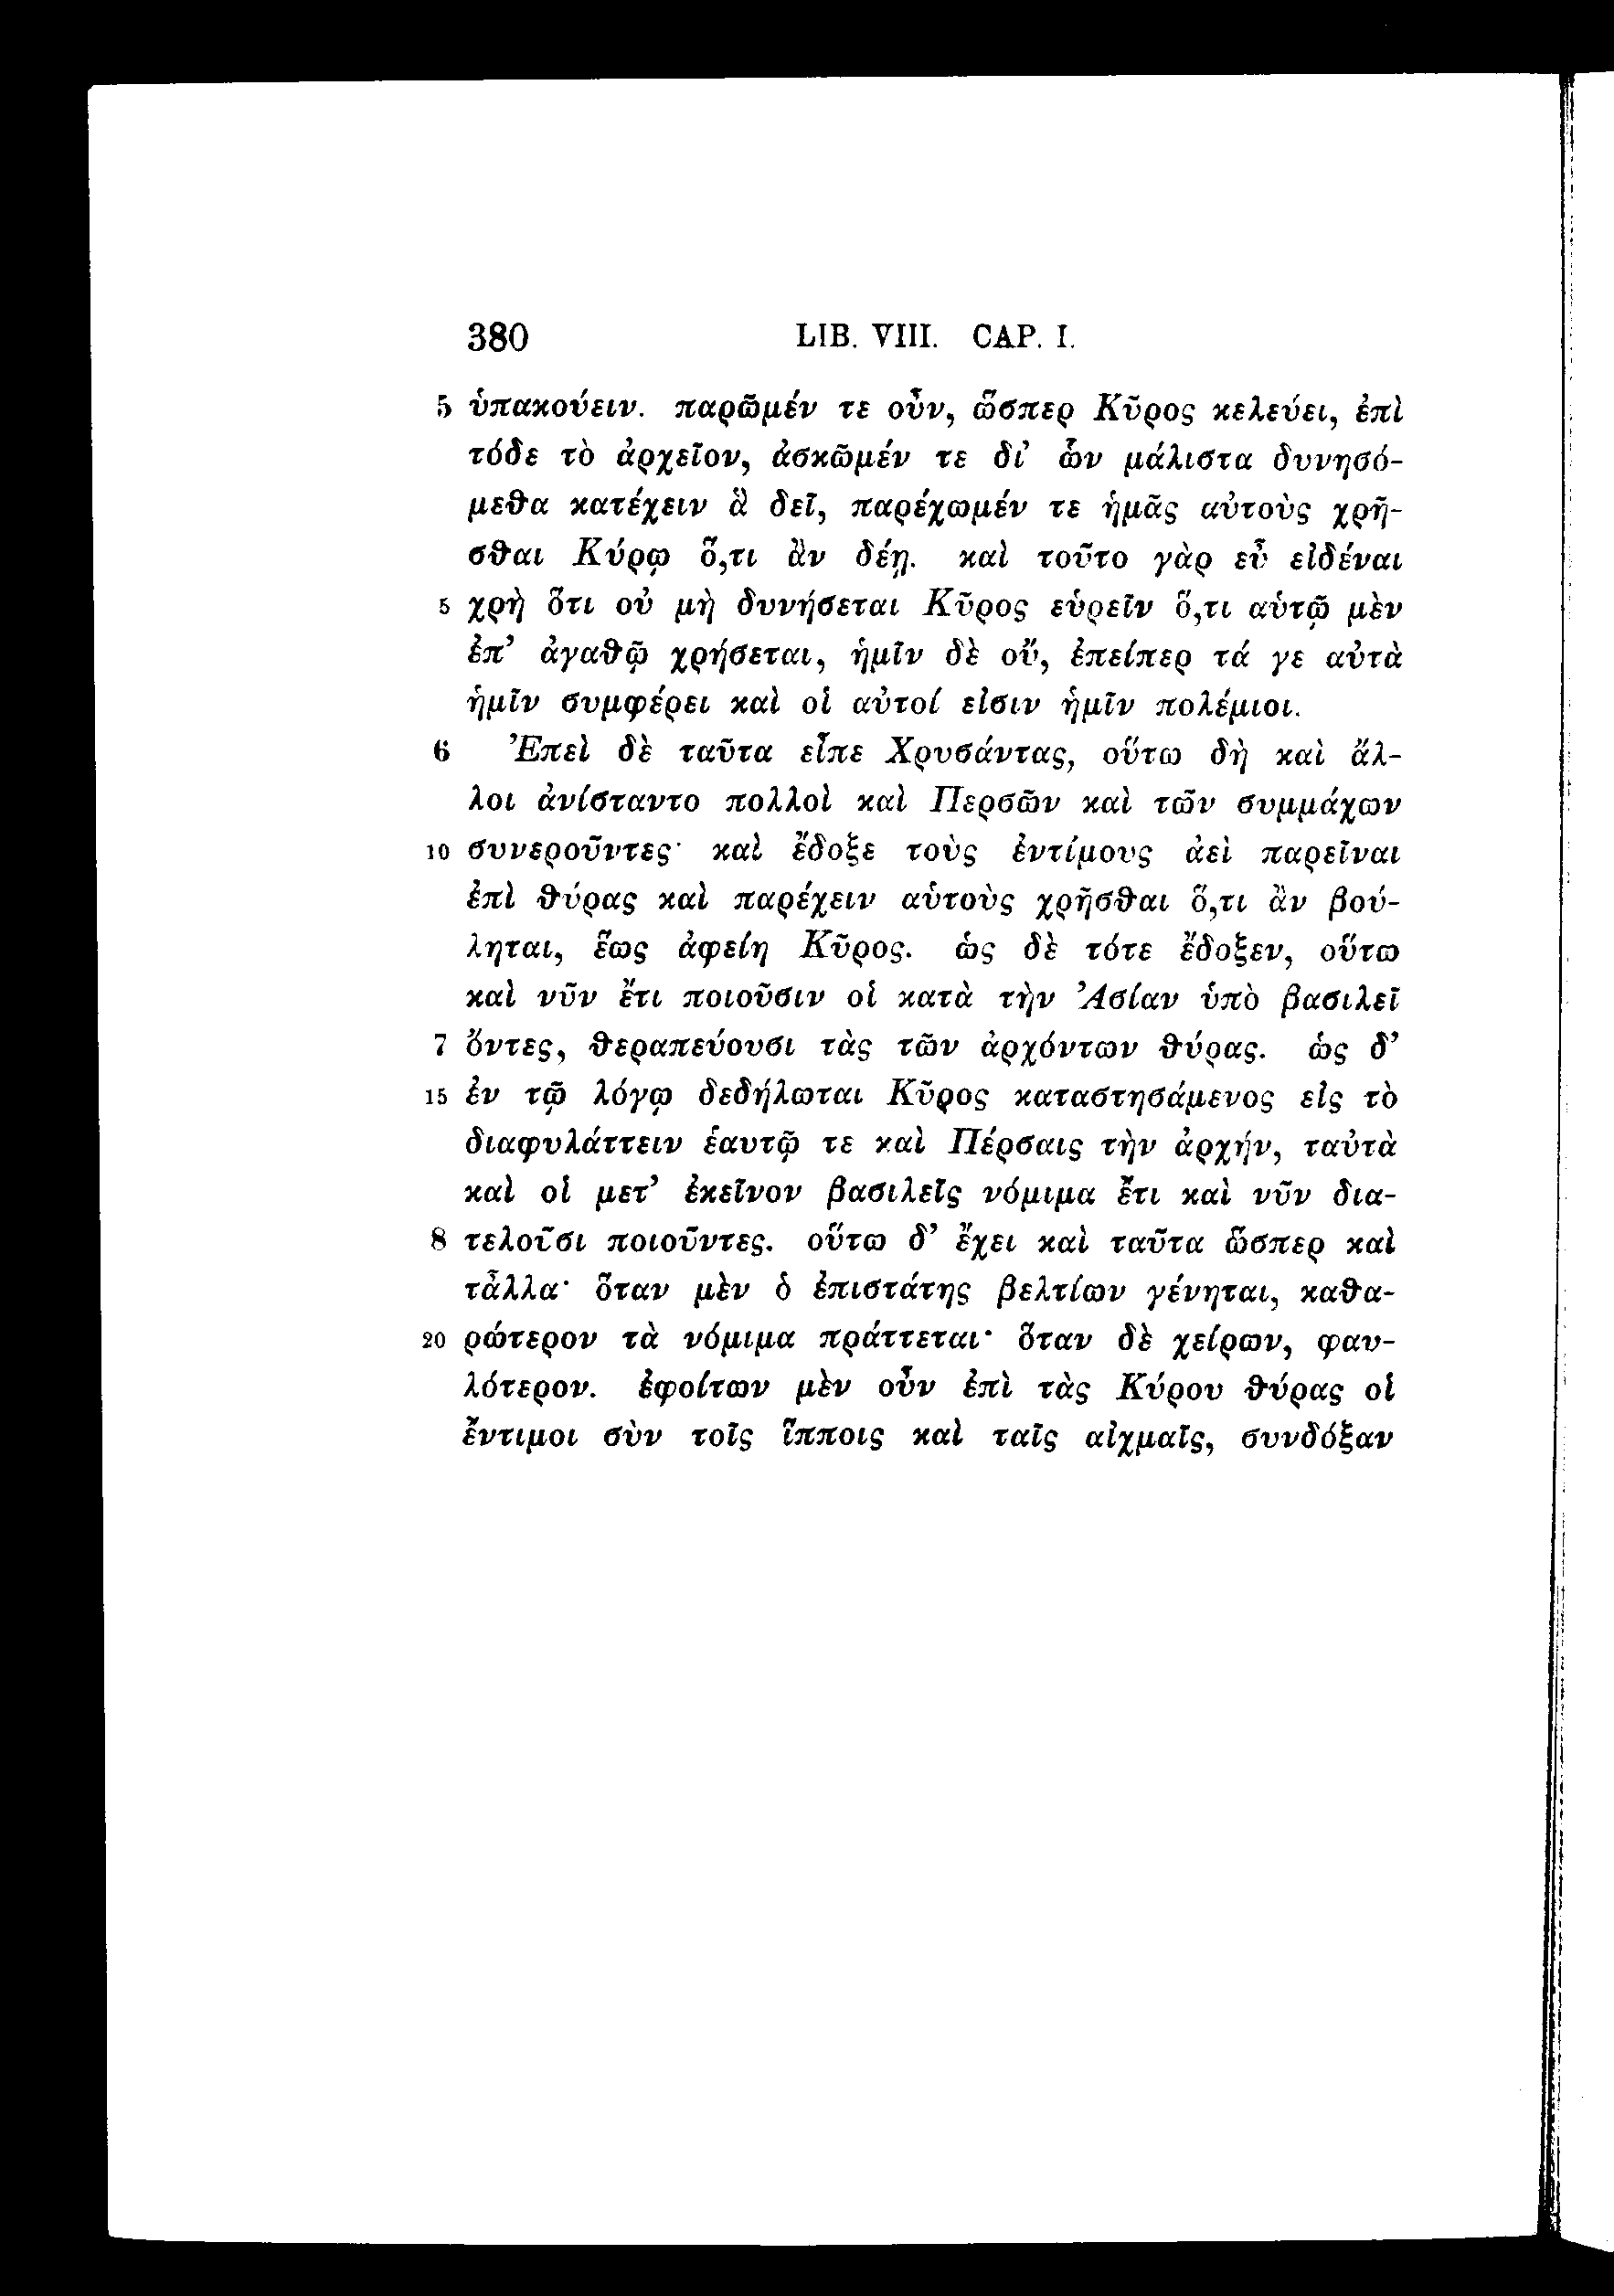 380 LIB. VIII. CAP. I.
5 ὑπακούειν. παρῶμέν τε οὖν, ὥσπερ Κῦρος κελεύει, ἐπὶ
τόδε τὸ ἀρχεῖον, ἀσκῶμέν τε δι’ ὧν μάλιστα δυνησό-
μεθα κατέχειν ἃ δεῖ, παρέχωμέν τε ἡμᾶς αὐτοὺς χρῆ-
σθαι Κύρῳ ὅ,τι ἂν δέῃ. καὶ τοῦτο γὰρ εὖ εἰδέναι
5 χρὴ ὅτι οὐ μὴ δυνήσεται Κῦρος εὑρεῖν ὅ,τι αὑτῷ μὲν
ἐπ’ ἀγαθῷ χρήσεται, ἡμῖν δὲ οὔ, ἐπείπερ τά γε αὐτὰ
ἡμῖν συμφέρει καὶ οἱ αὐτοί εἰσιν ἡμῖν πολέμιοι.
6 Ἐπεὶ δὲ ταῦτα εἶπε Χρυσάντας, οὕτω δὴ καὶ ἄλ-
λοι ἀνίσταντο πολλοὶ καὶ Περσῶν καὶ τῶν συμμάχων
10 συνεροῦντες· καὶ ἔδοξε τοὺς ἐντίμους ἀεὶ παρεῖναι
ἐπὶ θύρας καὶ παρέχειν αὑτοὺς χρῆσθαι ὅ,τι ἂν βού-
ληται, ἕως ἀφείη Κῦρος. ὡς δὲ τότε ἔδοξεν, οὕτω
καὶ νῦν ἔτι ποιοῦσιν οἱ κατὰ τὴν Ἀσίαν ὑπὸ βασιλεῖ
7 ὄντες, θεραπεύουσι τὰς τῶν ἀρχόντων θύρας. ὡς δ’
15 ἐν τῷ λόγῳ δεδήλωται Κῦρος καταστησάμενος εἰς τὸ
διαφυλάττειν ἑαυτῷ τε καὶ Πέρσαις τὴν ἀρχήν, ταὐτὰ
καὶ οἱ μετ’ ἐκεῖνον βασιλεῖς νόμιμα ἔτι καὶ νῦν δια-
8 τελοῦσι ποιοῦντες. οὕτω δ’ ἔχει καὶ ταῦτα ὥσπερ καὶ
τἆλλα· ὅταν μὲν ὁ ἐπιστάτης βελτίων γένηται, καθα-
20 ρώτερον τὰ νόμιμα πράττεται· ὅταν δὲ χείρων, φαυ-
λότερον. ἐφοίτων μὲν οὖν ἐπὶ τὰς Κύρου θύρας οἱ
ἔντιμοι σὺν τοῖς ἵπποις καὶ ταῖς αἰχμαῖς, συνδόξαν